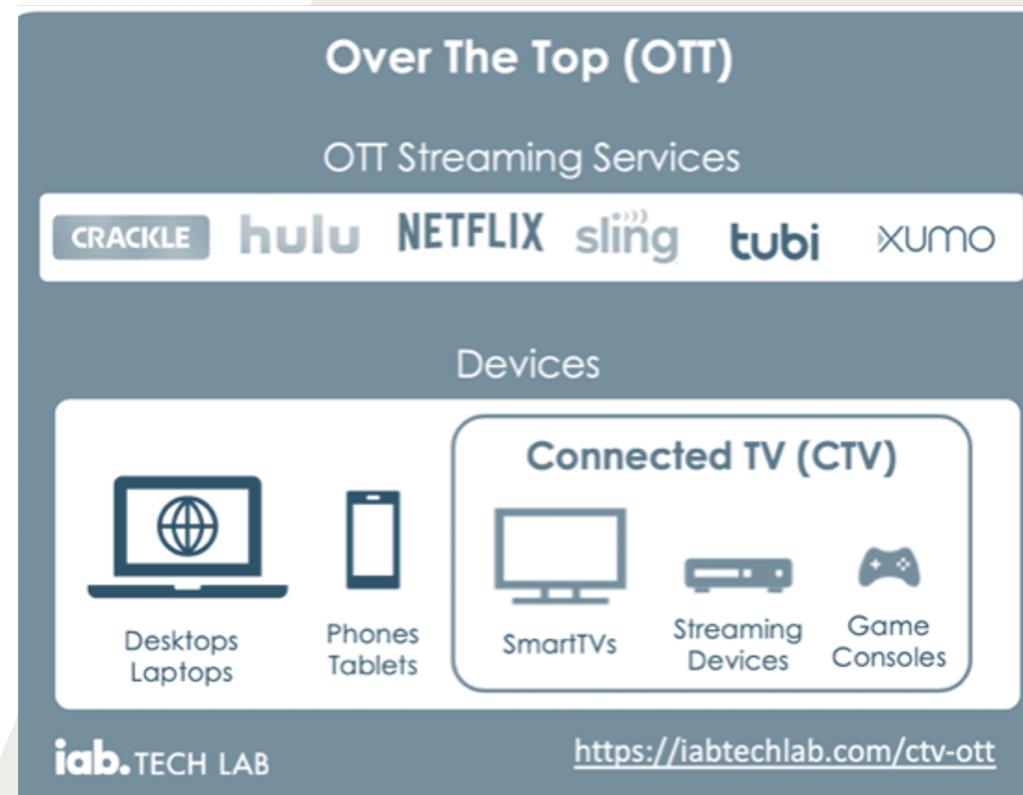 Over The Top (OTT)
OTT Streaming Services
CRACKLE hulu NETFLIX sling tubi xumo
Devices
Connected TV (CTV)
Desktops
Laptops
Phones
Tablets
SmartTVs
Streaming
Devices
Game
Consoles
iab.TECH LAB
https://iabtechlab.com/ctv-ott